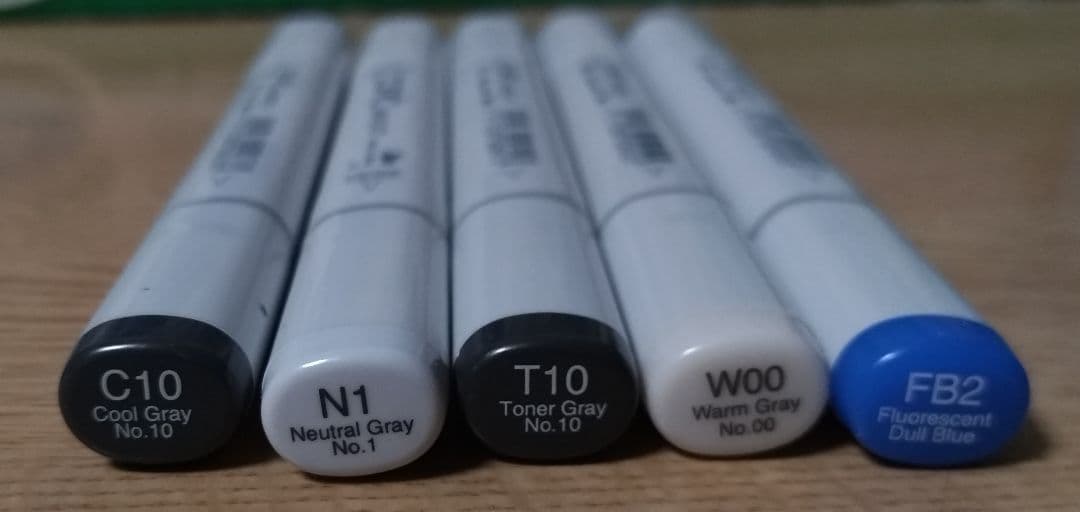 C10
Cool Gray
No.10
N1
Neutral Gray
No.1
T10
Toner Gray
No.10
W00
Warm Gray
No.00
FB2
Fluorescent
Dull Blue